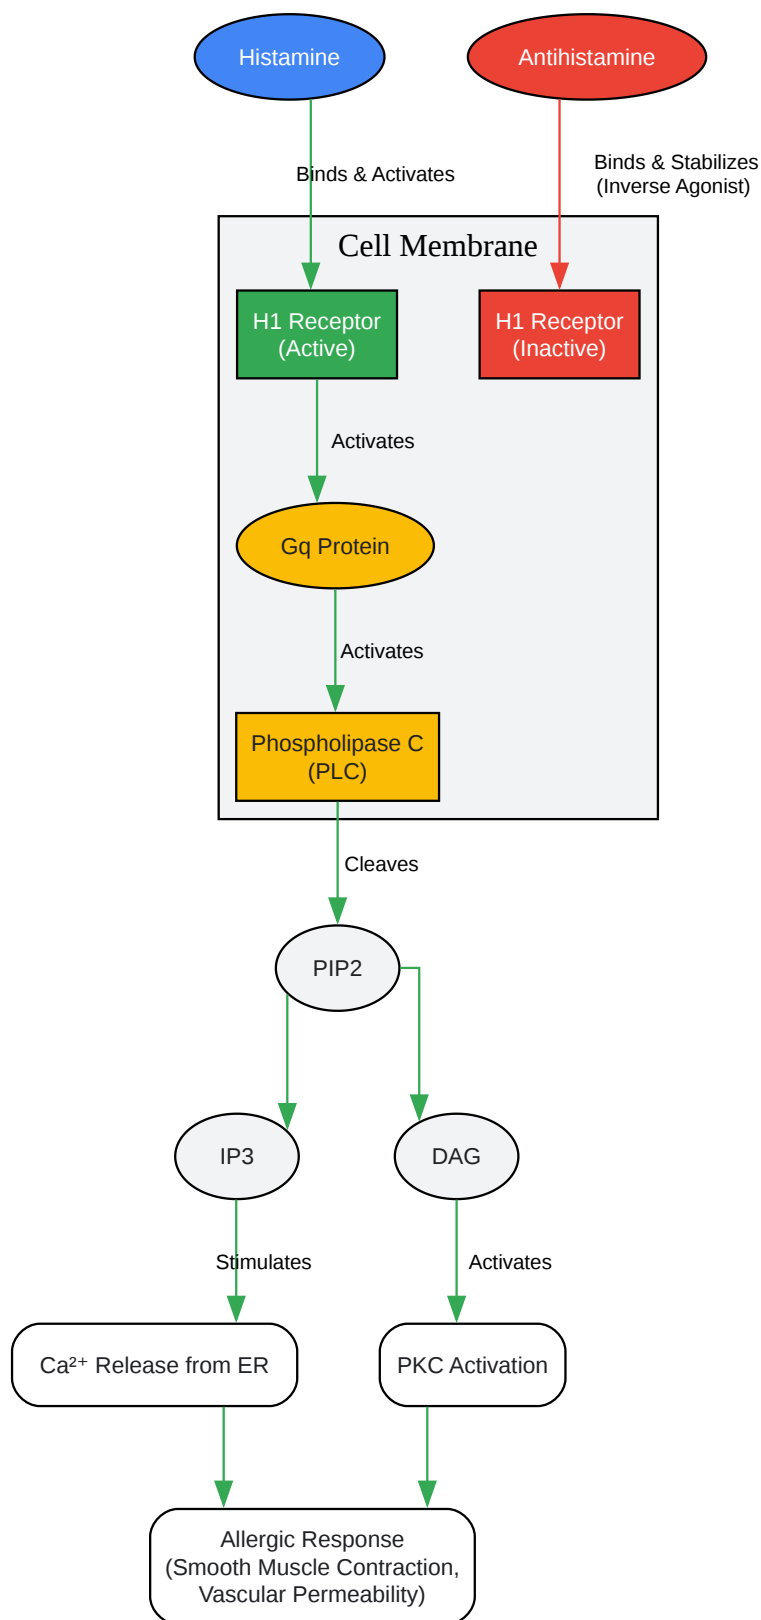 Histamine
Antihistamine
Binds & Activates
Binds & Stabilizes
(Inverse Agonist)
Cell Membrane
H1 Receptor
(Active)
H1 Receptor
(Inactive)
Activates
Gq Protein
Activates
Phospholipase C
(PLC)
Cleaves
PIP2
IP3
DAG
Stimulates
Activates
Ca²⁺ Release from ER
PKC Activation
Allergic Response
(Smooth Muscle Contraction,
Vascular Permeability)